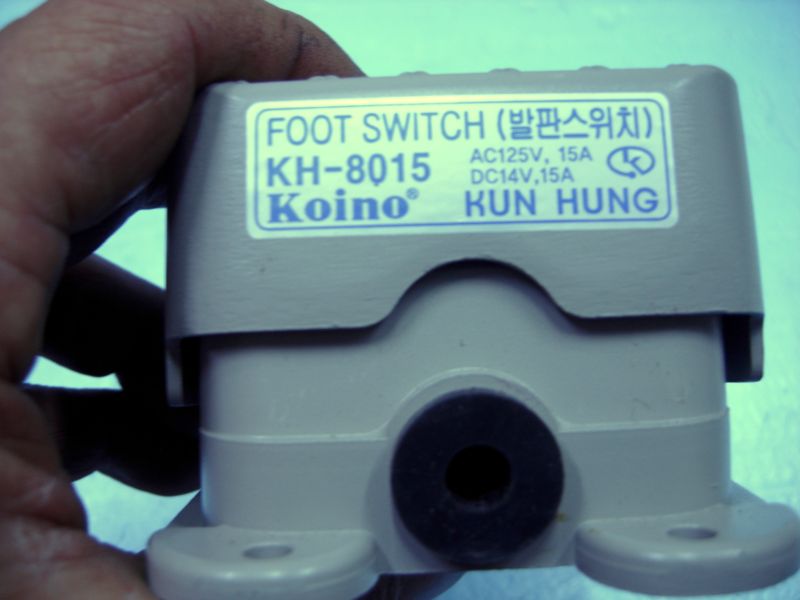 FOOT SWITCH (발판스위치)
KH-8015
AC125V, 15A
DC14V,15A
Koino®
KUN HUNG